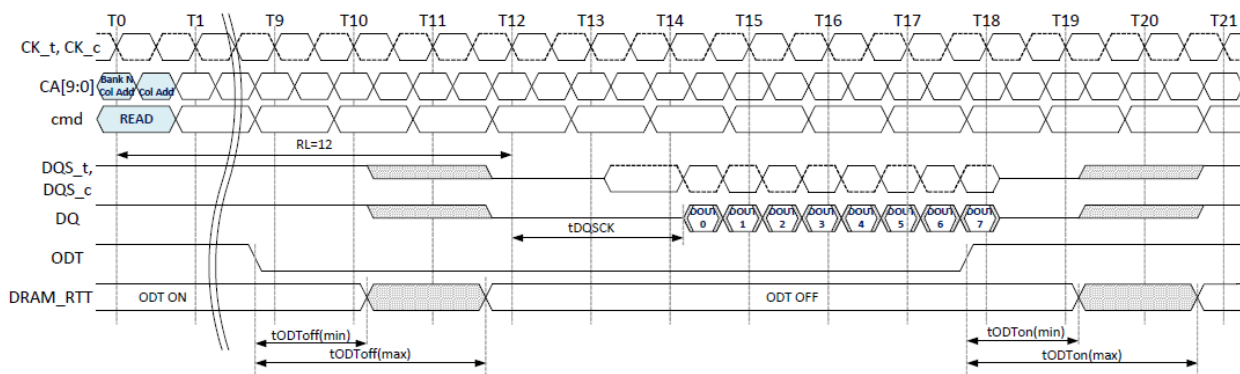 T0 T1 T9 T10 T11 T12 T13 T14 T15 T16 T17 T18 T19 T20 T21
CK_t, CK_c
CA[9:0] Bank N Col Add Col Add
cmd READ
RL=12
DQS_t,
DQS_c
DQ DOUT 0 DOUT 1 DOUT 2 DOUT 3 DOUT 4 DOUT 5 DOUT 6 DOUT 7
tDQSCK
ODT
DRAM_RTT ODT ON ODT OFF
tODToff(min) tODTon(min)
tODToff(max) tODTon(max)